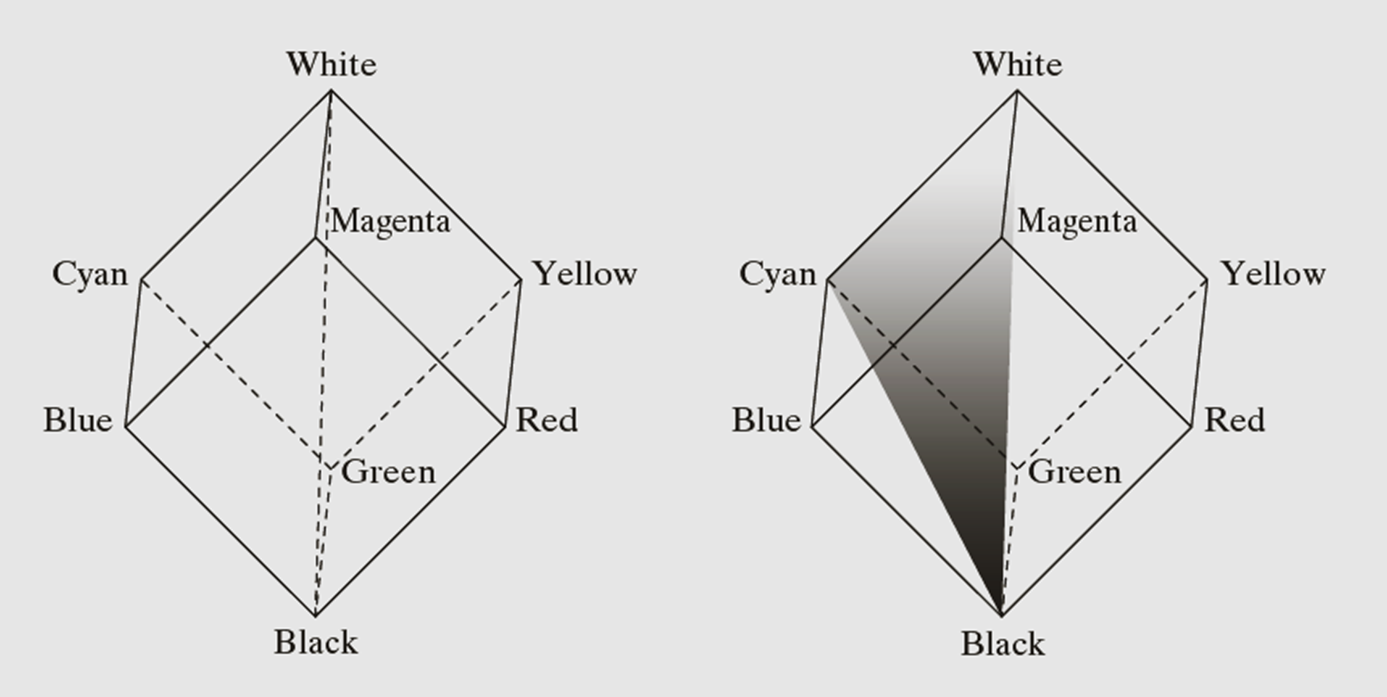 White
Magenta
Cyan
Yellow
Blue
Red
Green
Black
White
Magenta
Cyan
Yellow
Blue
Red
Green
Black